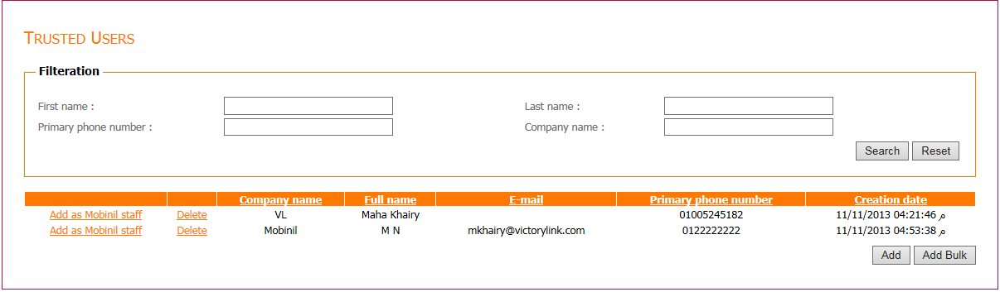 TRUSTED USERS
Filteration
First name : Last name :
Primary phone number : Company name :
Search Reset
Company name Full name E-mail Primary phone number Creation date
Add as Mobinil staff Delete VL Maha Khairy 01005245182 11/11/2013 04:21:46 م
Add as Mobinil staff Delete Mobinil M N mkhairy@victorylink.com 0122222222 11/11/2013 04:53:38 م
Add Add Bulk